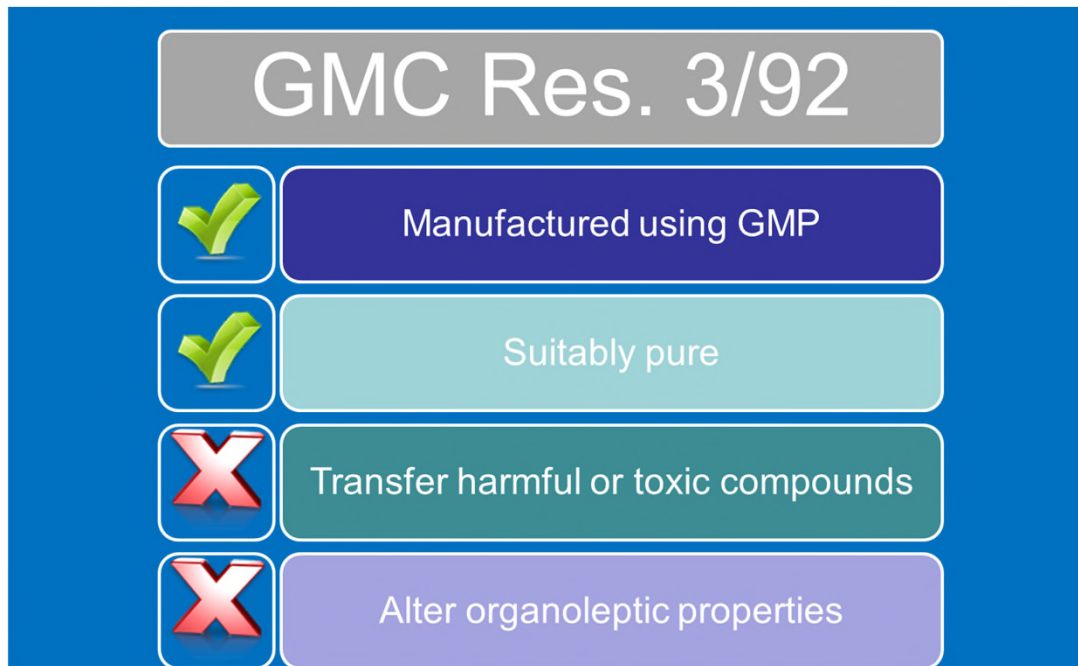 GMC Res. 3/92
Manufactured using GMP
Suitably pure
Transfer harmful or toxic compounds
Alter organoleptic properties